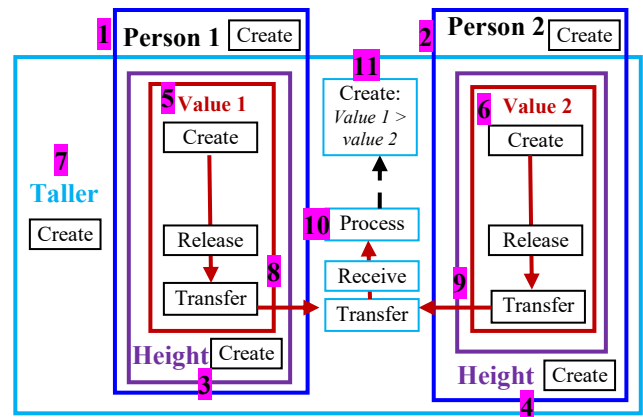 1
Person 1
Create
2
Person 2
Create
11
5
Value 1
Create
Create:
Value 1 >
value 2
6
Value 2
Create
7
Taller
Create
Release
10
Process
Release
8
Receive
9
Transfer
Transfer
Transfer
Height
Create
3
Height
Create
4